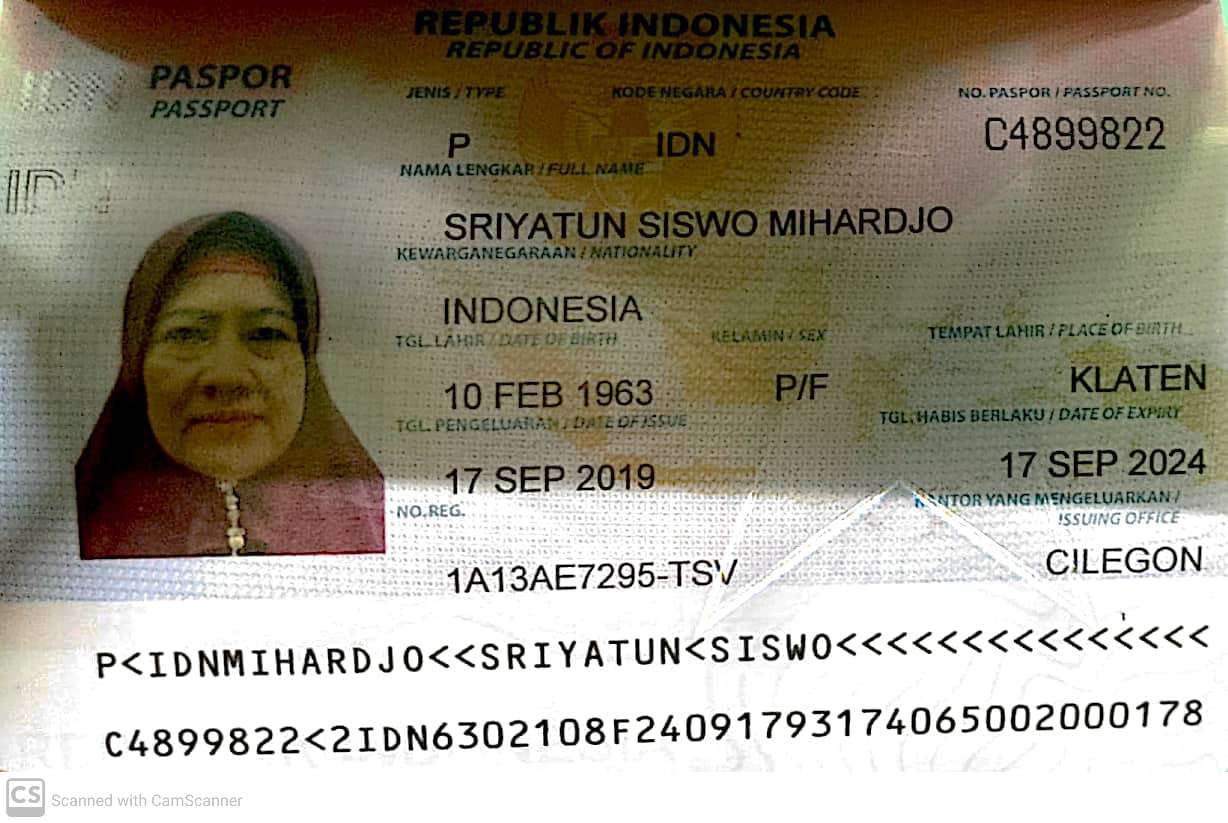 REPUBLIK INDONESIA
REPUBLIC OF INDONESIA
IDN
PASPOR
PASSPORT
JENIS / TYPE KODE NEGARA / COUNTRY CODE NO. PASPOR / PASSPORT NO.
P IDN C4899822
NAMA LENGKAP / FULL NAME
SRIYATUN SISWO MIHARDJO
KEWARGANEGARAAN / NATIONALITY
INDONESIA
TGL. LAHIR / DATE OF BIRTH KELAMIN / SEX TEMPAT LAHIR / PLACE OF BIRTH
10 FEB 1963 P/F KLATEN
TGL. PENGELUARAN / DATE OF ISSUE TGL. HABIS BERLAKU / DATE OF EXPIRY
17 SEP 2019 17 SEP 2024
NO. REG. KANTOR YANG MENGELUARKAN /
ISSUING OFFICE
1A13AE7295-TSV CILEGON
P<IDNMIHARDJO<<SRIYATUN<SISWO<<<<<<<<<<<<<<<
C4899822<2IDN6302108F2409179317406500200​0178
CS Scanned with CamScanner